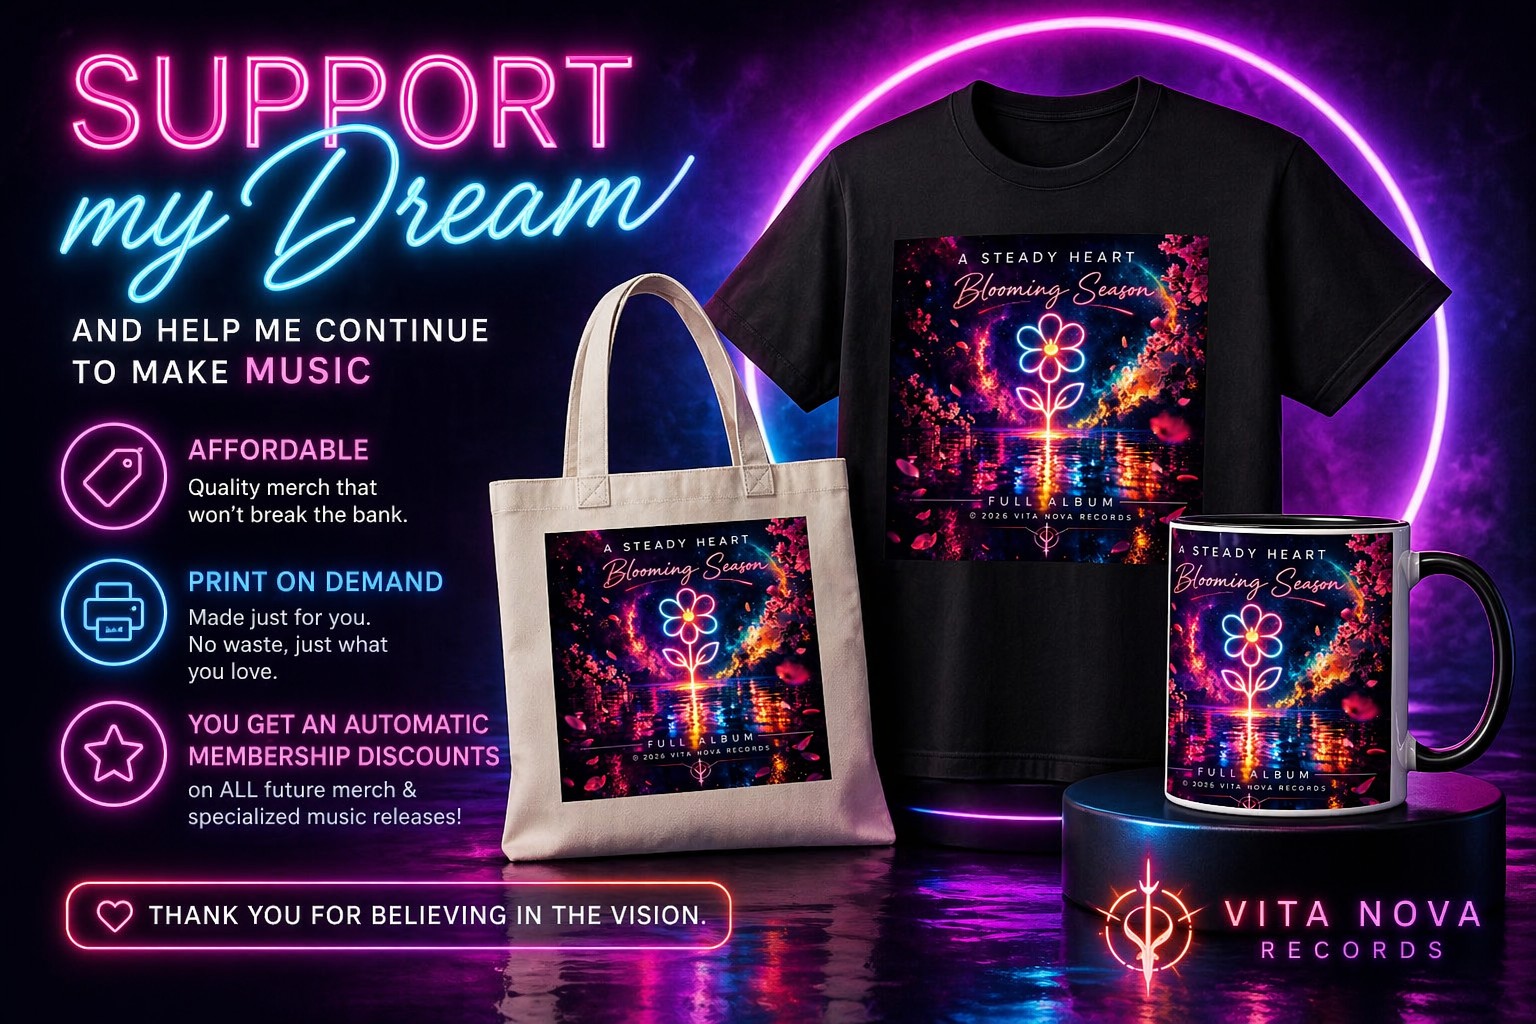 SUPPORT
my Dream
AND HELP ME CONTINUE
TO MAKE MUSIC
AFFORDABLE
Quality merch that
won't break the bank.
PRINT ON DEMAND
Made just for you.
No waste, just what
you love.
YOU GET AN AUTOMATIC
MEMBERSHIP DISCOUNTS
on ALL future merch &
specialized music releases!
THANK YOU FOR BELIEVING IN THE VISION.
A STEADY HEART
Blooming Season
FULL ALBUM
© 2026 VITA NOVA RECORDS
A STEADY HEART
Blooming Season
FULL ALBUM
© 2026 VITA NOVA RECORDS
A STEADY HEART
Blooming Season
FULL ALBUM
© 2026 VITA NOVA RECORDS
VITA NOVA
RECORDS